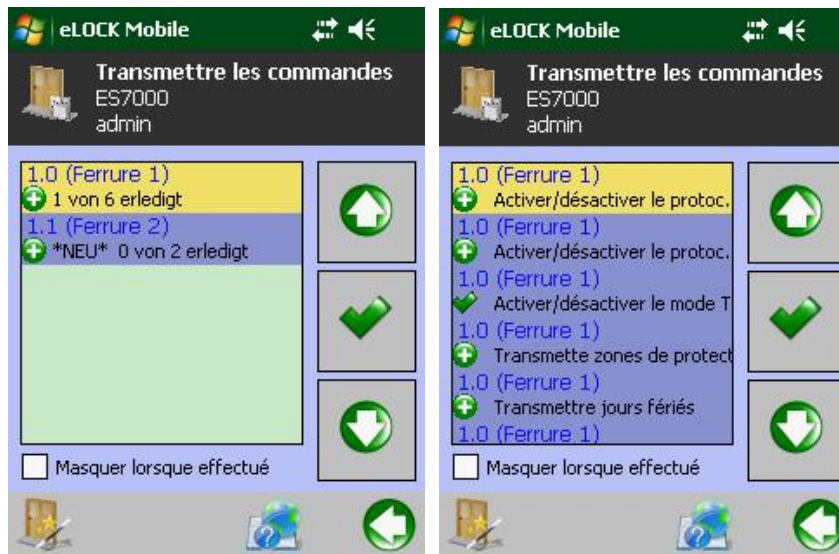 eLOCK Mobile
Transmettre les commandes
ES7000
admin
1.0 (Ferrure 1)
1 von 6 erledigt
1.1 (Ferrure 2)
*NEU* 0 von 2 erledigt
Masquer lorsque effectué
eLOCK Mobile
Transmettre les commandes
ES7000
admin
1.0 (Ferrure 1)
Activer/désactiver le protoc.
1.0 (Ferrure 1)
Activer/désactiver le protoc.
1.0 (Ferrure 1)
Activer/désactiver le mode T
1.0 (Ferrure 1)
Transmette zones de protect
1.0 (Ferrure 1)
Transmettre jours fériés
1.0 (Ferrure 1)
Masquer lorsque effectué